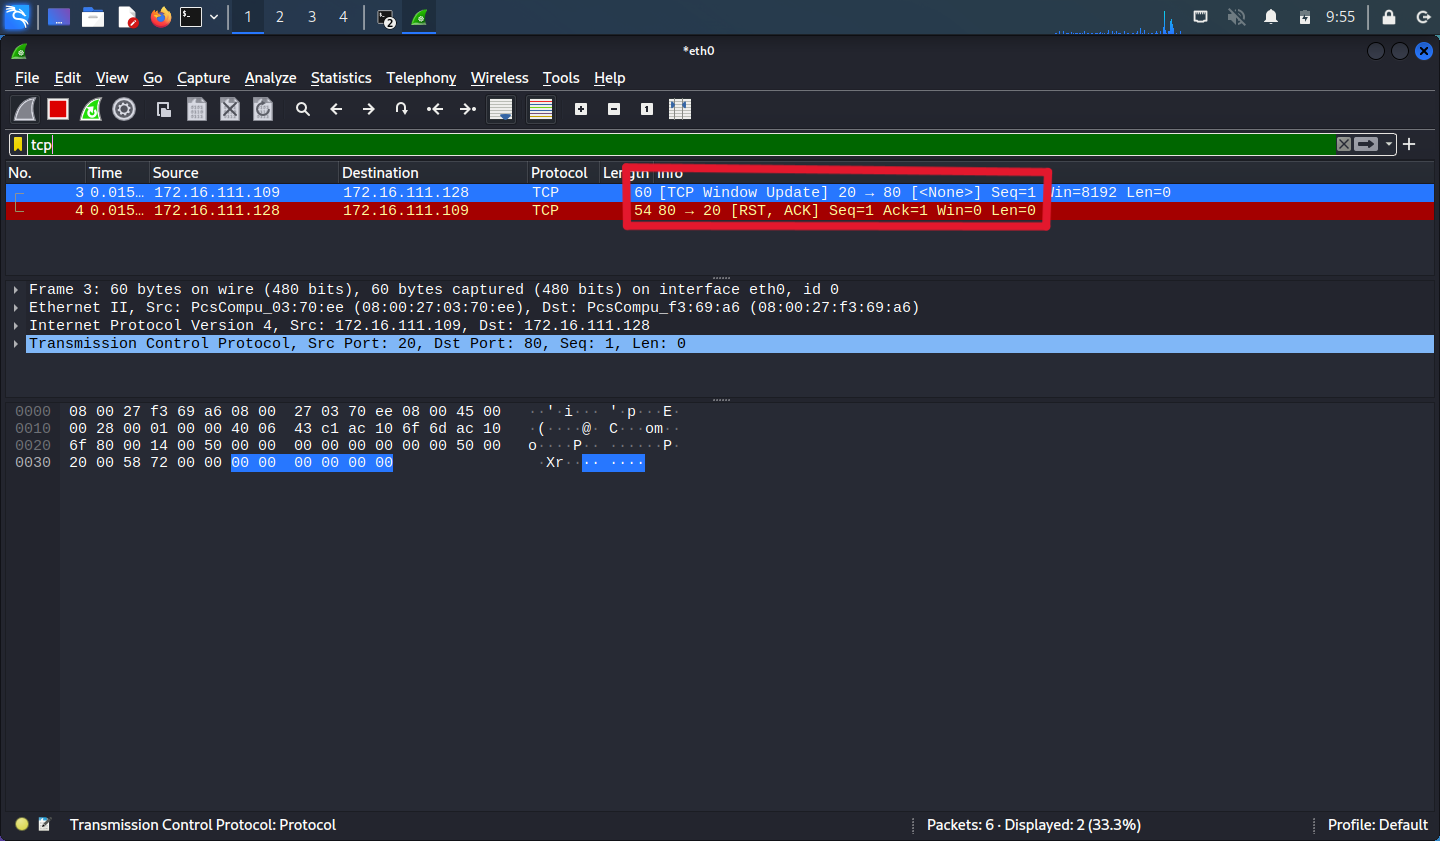 1 2 3 4 2 9:55
*eth0
File Edit View Go Capture Analyze Statistics Telephony Wireless Tools Help
tcp
No. Time Source Destination Protocol Length Info
3 0.015… 172.16.111.109 172.16.111.128 TCP 60 [TCP Window Update] 20 → 80 [<None>] Seq=1 Win=8192 Len=0
4 0.015… 172.16.111.128 172.16.111.109 TCP 54 80 → 20 [RST, ACK] Seq=1 Ack=1 Win=0 Len=0
Frame 3: 60 bytes on wire (480 bits), 60 bytes captured (480 bits) on interface eth0, id 0
Ethernet II, Src: PcsCompu_03:70:ee (08:00:27:03:70:ee), Dst: PcsCompu_f3:69:a6 (08:00:27:f3:69:a6)
Internet Protocol Version 4, Src: 172.16.111.109, Dst: 172.16.111.128
Transmission Control Protocol, Src Port: 20, Dst Port: 80, Seq: 1, Len: 0
0000 08 00 27 f3 69 a6 08 00 27 03 70 ee 08 00 45 00 ··'·i··· '·p···E·
0010 00 28 00 01 00 00 40 06 43 c1 ac 10 6f 6d ac 10 ·(····@· C···om··
0020 6f 80 00 14 00 50 00 00 00 00 00 00 00 00 50 00 o····P·· ······P·
0030 20 00 58 72 00 00 00 00 00 00 00 00 ·Xr····· ····
Transmission Control Protocol: Protocol Packets: 6 · Displayed: 2 (33.3%) Profile: Default